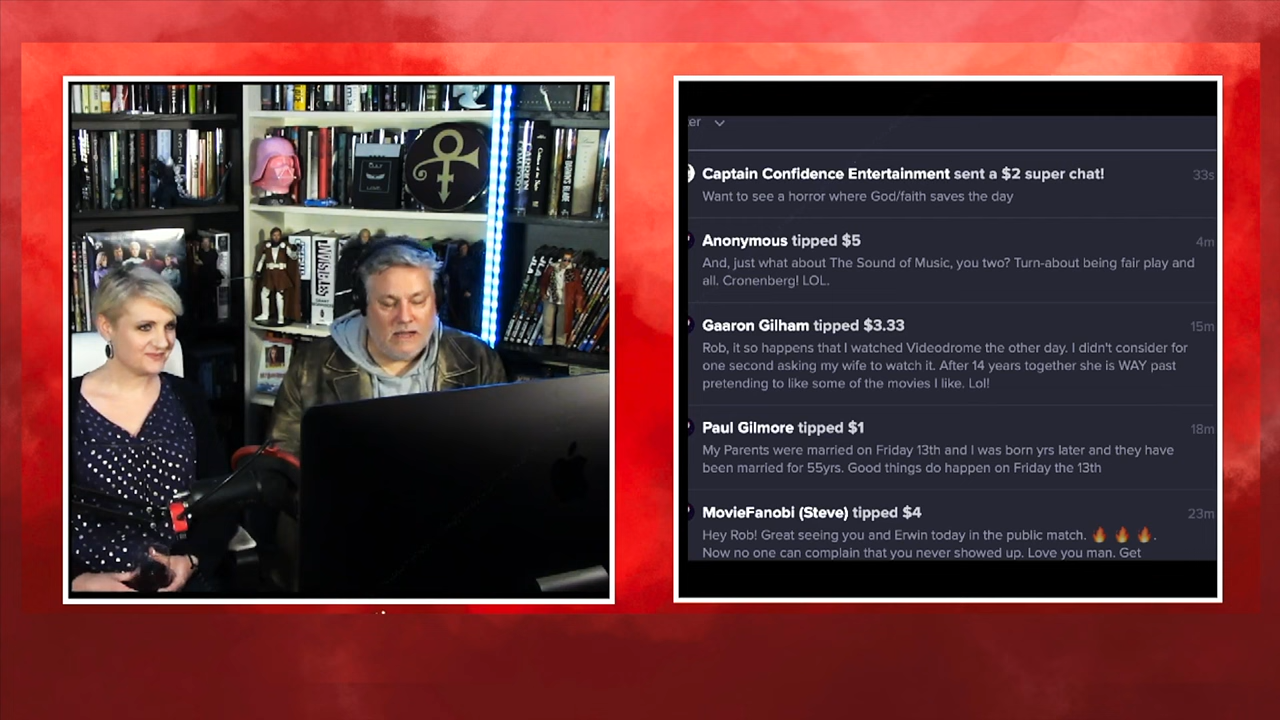 er
Captain Confidence Entertainment sent a $2 super chat!
33s
Want to see a horror where God/faith saves the day
Anonymous tipped $5
4m
And, just what about The Sound of Music, you two? Turn-about being fair play and
all. Cronenberg! LOL.
Gaaron Gilham tipped $3.33
15m
Rob, it so happens that I watched Videodrome the other day. I didn't consider for
one second asking my wife to watch it. After 14 years together she is WAY past
pretending to like some of the movies I like. Lol!
Paul Gilmore tipped $1
18m
My Parents were married on Friday 13th and I was born yrs later and they have
been married for 55yrs. Good things do happen on Friday the 13th
MovieFanobi (Steve) tipped $4
23m
Hey Rob! Great seeing you and Erwin today in the public match. 🔥 🔥 🔥.
Now no one can complain that you never showed up. Love you man. Get
INVISIBLES